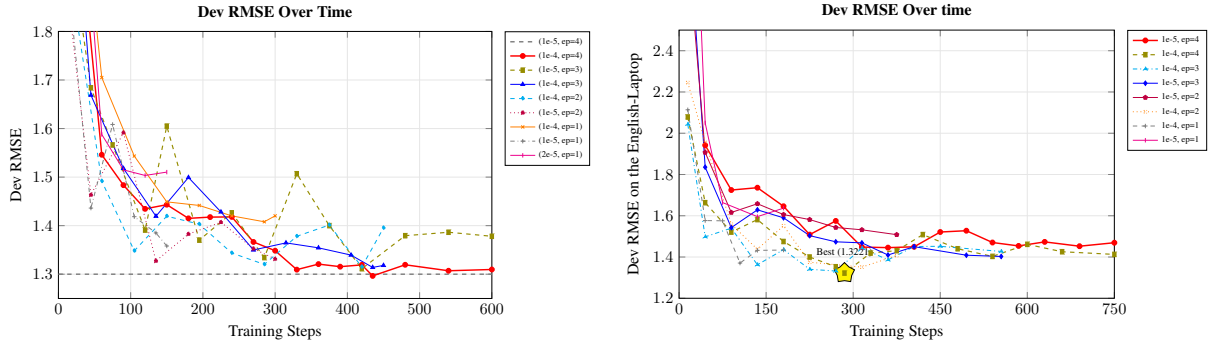 Dev RMSE Over Time
1.8
1.7
1.6
1.5
1.4
1.3
Dev RMSE
0
100
200
300
400
500
600
Training Steps
(1e-5, ep=4)
(1e-4, ep=4)
(1e-5, ep=3)
(1e-4, ep=3)
(1e-4, ep=2)
(1e-5, ep=2)
(1e-4, ep=1)
(1e-5, ep=1)
(2e-5, ep=1)
Dev RMSE Over time
2.4
2.2
2
1.8
1.6
1.4
1.2
Dev RMSE on the English-Laptop
Best (1.322)
0
150
300
450
600
750
Training Steps
1e-5, ep=4
1e-4, ep=4
1e-4, ep=3
1e-5, ep=3
1e-5, ep=2
1e-4, ep=2
1e-4, ep=1
1e-5, ep=1